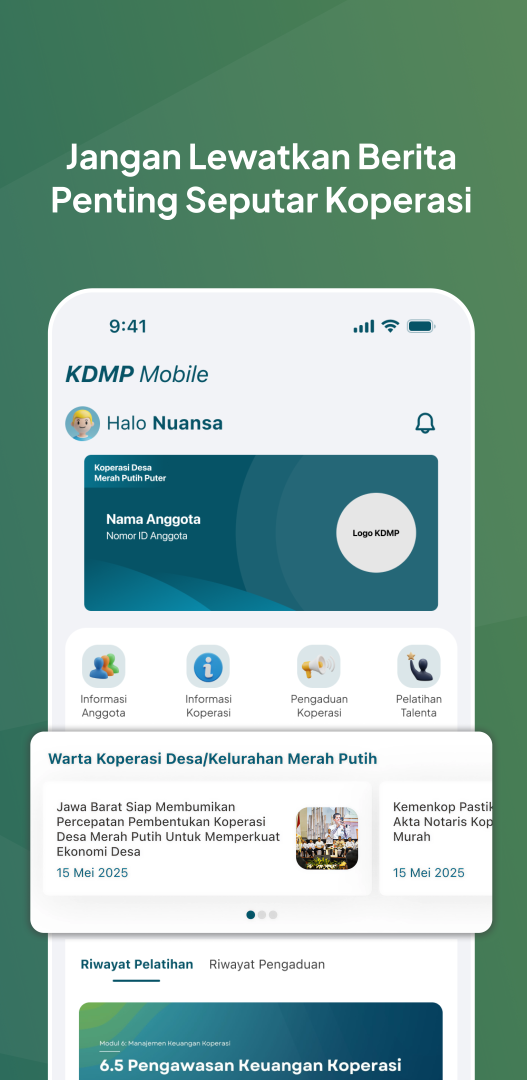 Jangan Lewatkan Berita
Penting Seputar Koperasi
9:41
KDMP Mobile
Halo Nuansa
Koperasi Desa
Merah Putih Puter
Nama Anggota
Nomor ID Anggota
Logo KDMP
Informasi
Anggota
Informasi
Koperasi
Pengaduan
Koperasi
Pelatihan
Talenta
Warta Koperasi Desa/Kelurahan Merah Putih
Jawa Barat Siap Membumikan
Percepatan Pembentukan Koperasi
Desa Merah Putih Untuk Memperkuat
Ekonomi Desa
15 Mei 2025
Kemenkop Pastik
Akta Notaris Kop
Murah
15 Mei 2025
Riwayat Pelatihan
Riwayat Pengaduan
Modul 6: Manajemen Keuangan Koperasi
6.5 Pengawasan Keuangan Koperasi